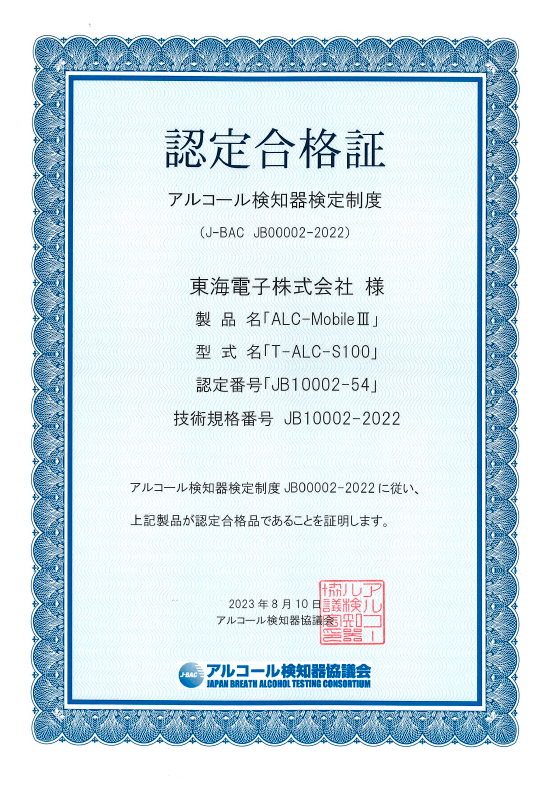 認定合格証
アルコール検知器検定制度
（J-BAC JB00002-2022）
東海電子株式会社 様
製 品 名「ALC-MobileⅢ」
型 式 名「T-ALC-S100」
認定番号「JB10002-54」
技術規格番号 JB10002-2022
アルコール検知器検定制度 JB00002-2022 に従い、
上記製品が認定合格品であることを証明します。
2023 年 8 月 10 日
アルコール検知器協議会
アルコー
ル検知器
協議会印
J-BAC
アルコール検知器協議会
JAPAN BREATH ALCOHOL TESTING CONSORTIUM